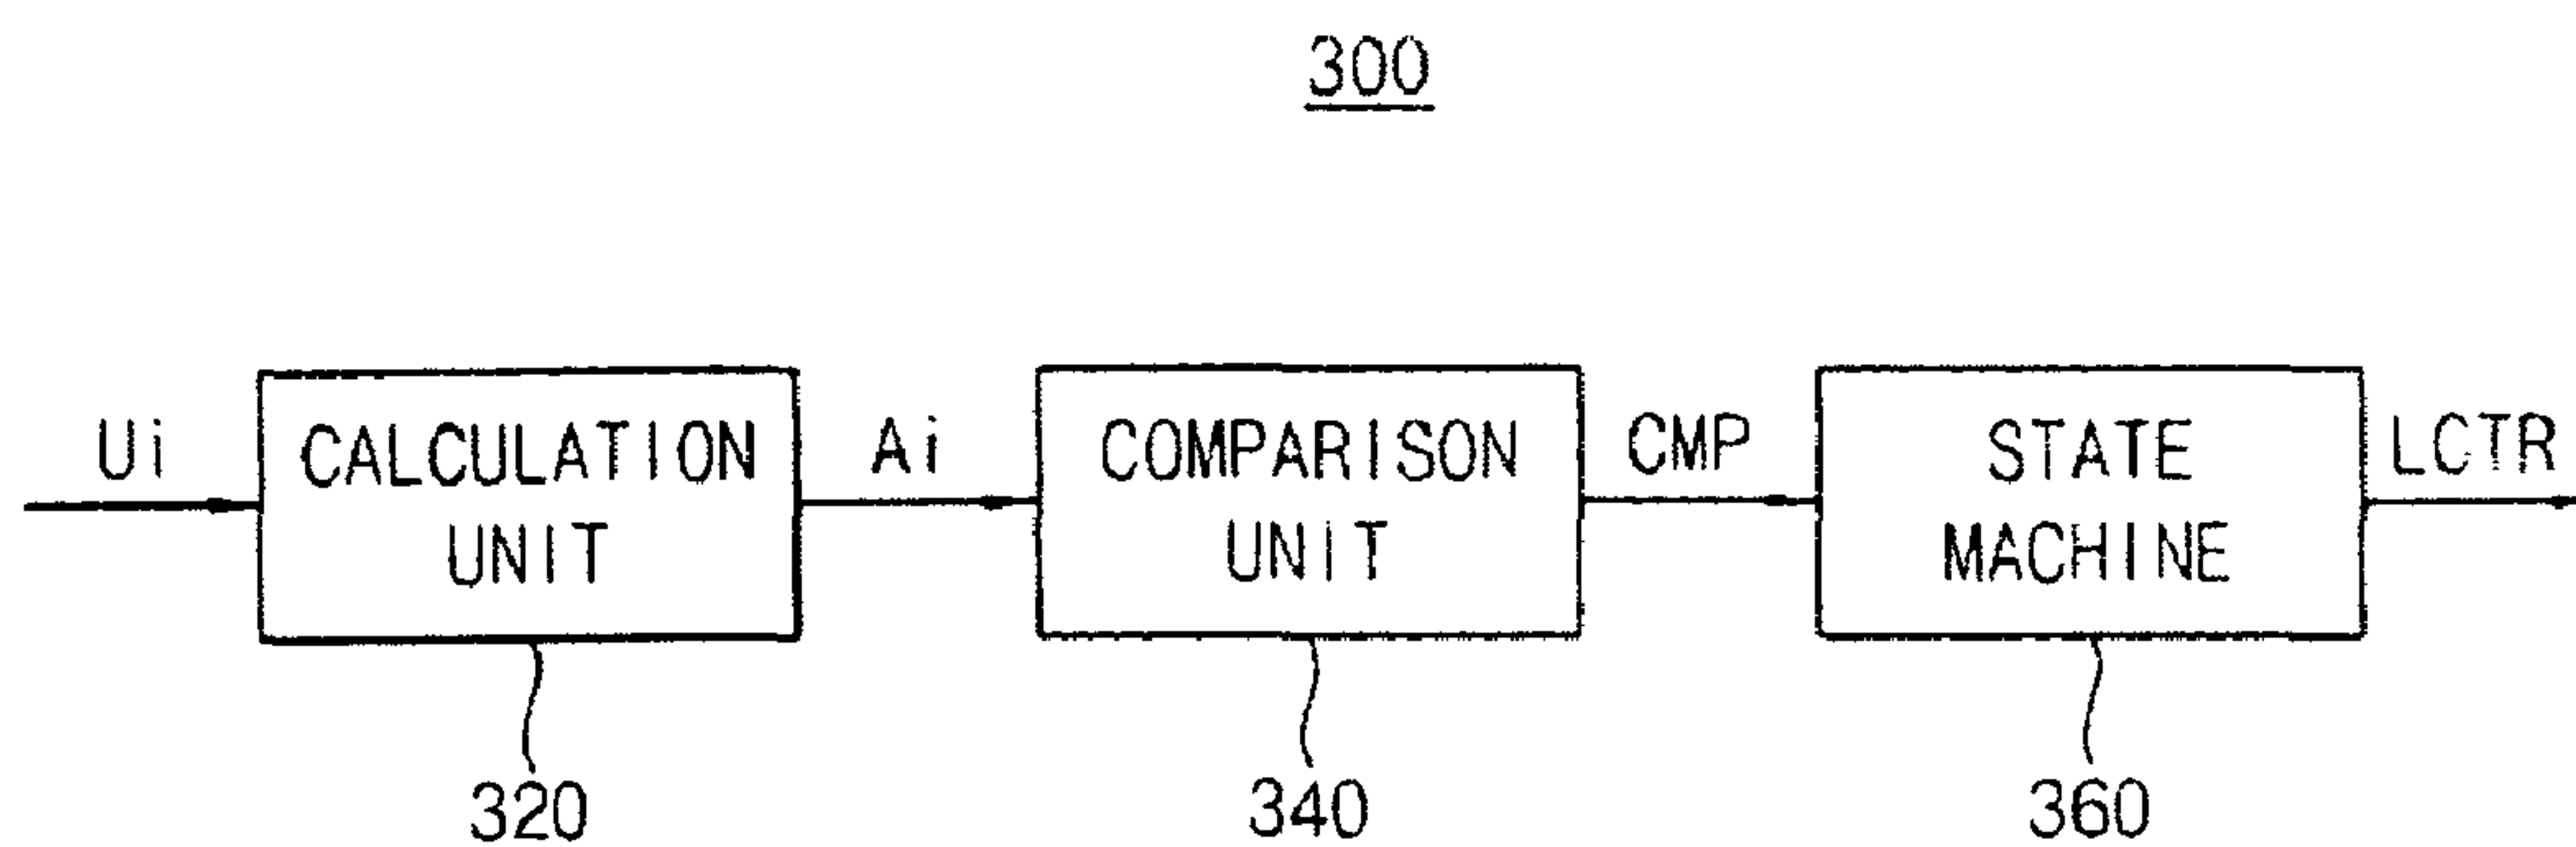 300
Ui
CALCULATION
UNIT
Ai
COMPARISON
UNIT
CMP
STATE
MACHINE
LCTR
320
340
360